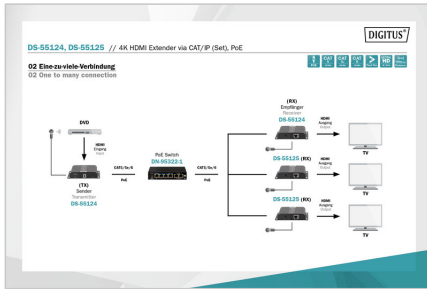 DIGITUS®
DS-55124, DS-55125 // 4K HDMI Extender via CAT/IP (Set), PoE
02 Eine-zu-viele-Verbindung
02 One to many connection
DVD
HDMI
Eingang
Input
(TX)
Sender
Transmitter
DS-55124
CAT5/5e/6
PoE
PoE Switch
DN-95322-1
CAT5/5e/6
PoE
(RX)
Empfänger
Receiver
DS-55124
HDMI
Ausgang
Output
TV
DS-55125 (RX)
HDMI
Ausgang
Output
TV
DS-55125 (RX)
HDMI
Ausgang
Output
TV